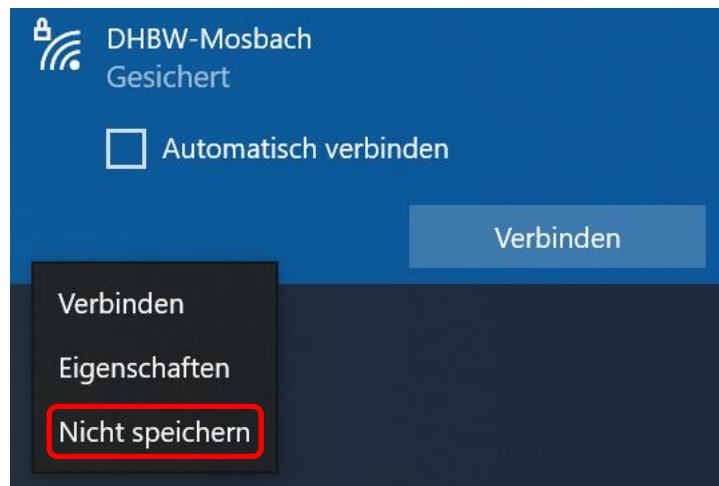 DHBW-Mosbach
Gesichert
Automatisch verbinden
Verbinden
Verbinden
Eigenschaften
Nicht speichern